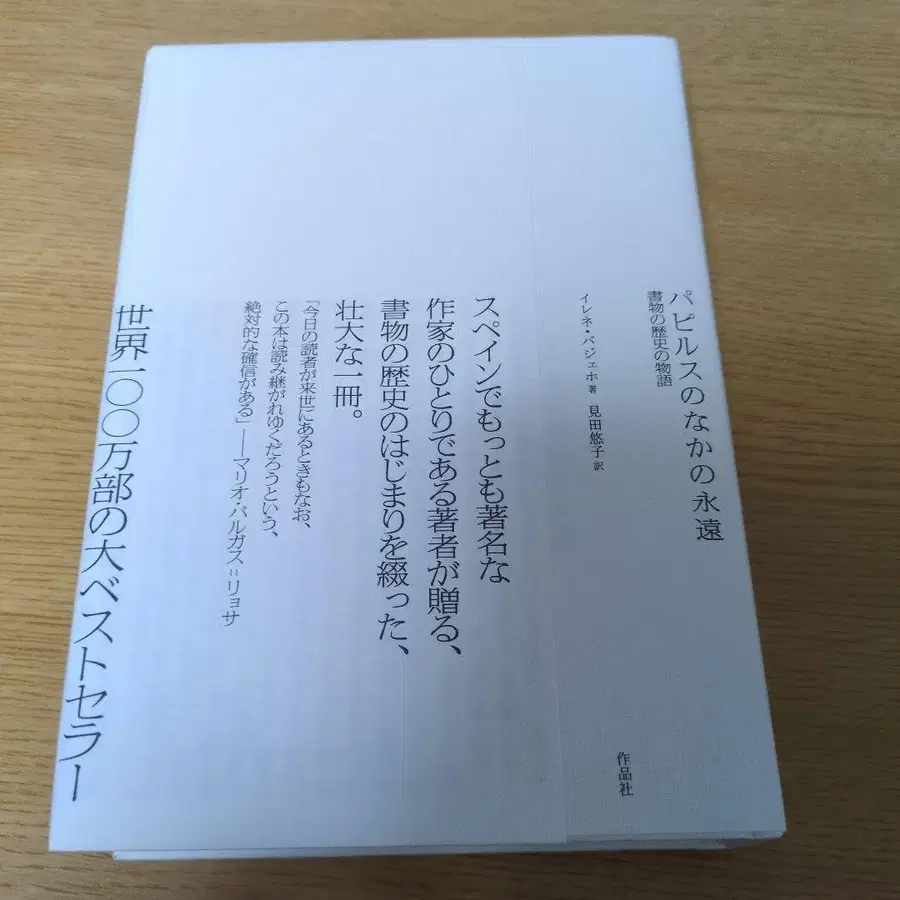 パピルスのなかの永遠
書物の歴史の物語
イレネ・バジェホ 著 見田悠子 訳
作品社
スペインでもっとも著名な
作家のひとりである著者が贈る、
書物の歴史のはじまりを綴った、
壮大な一冊。
「今日の読者が来世にあるときもなお、
この本は読み継がれゆくだろうという、
絶対的な確信がある」——マリオ・バルガス=リョサ
世界一〇〇万部の大ベストセラー